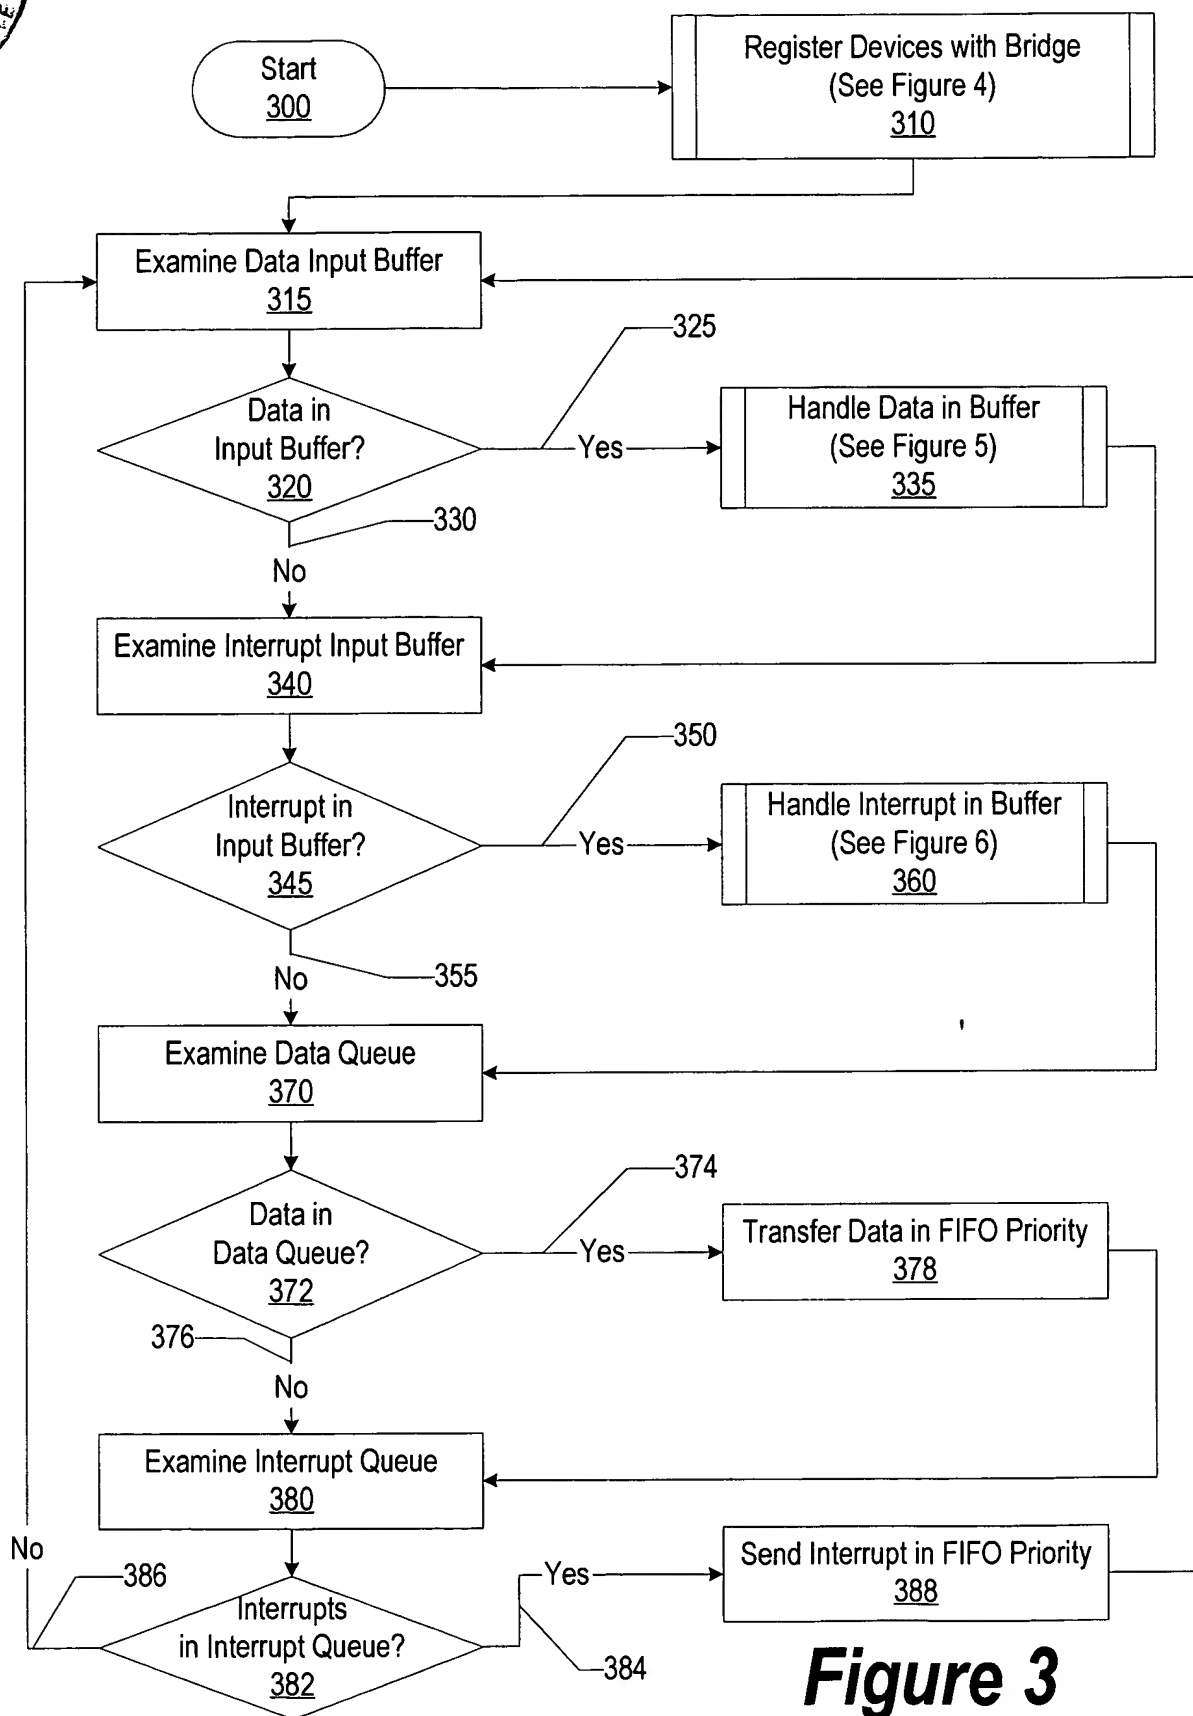 Start
300
Register Devices with Bridge
(See Figure 4)
310
Examine Data Input Buffer
315
325
Data in
Input Buffer?
320
Yes
Handle Data in Buffer
(See Figure 5)
335
330
No
Examine Interrupt Input Buffer
340
350
Interrupt in
Input Buffer?
345
Yes
Handle Interrupt in Buffer
(See Figure 6)
360
355
No
Examine Data Queue
370
374
Data in
Data Queue?
372
Yes
Transfer Data in FIFO Priority
378
376
No
Examine Interrupt Queue
380
No
386
Interrupts
in Interrupt Queue?
382
Yes
384
Send Interrupt in FIFO Priority
388
Figure 3